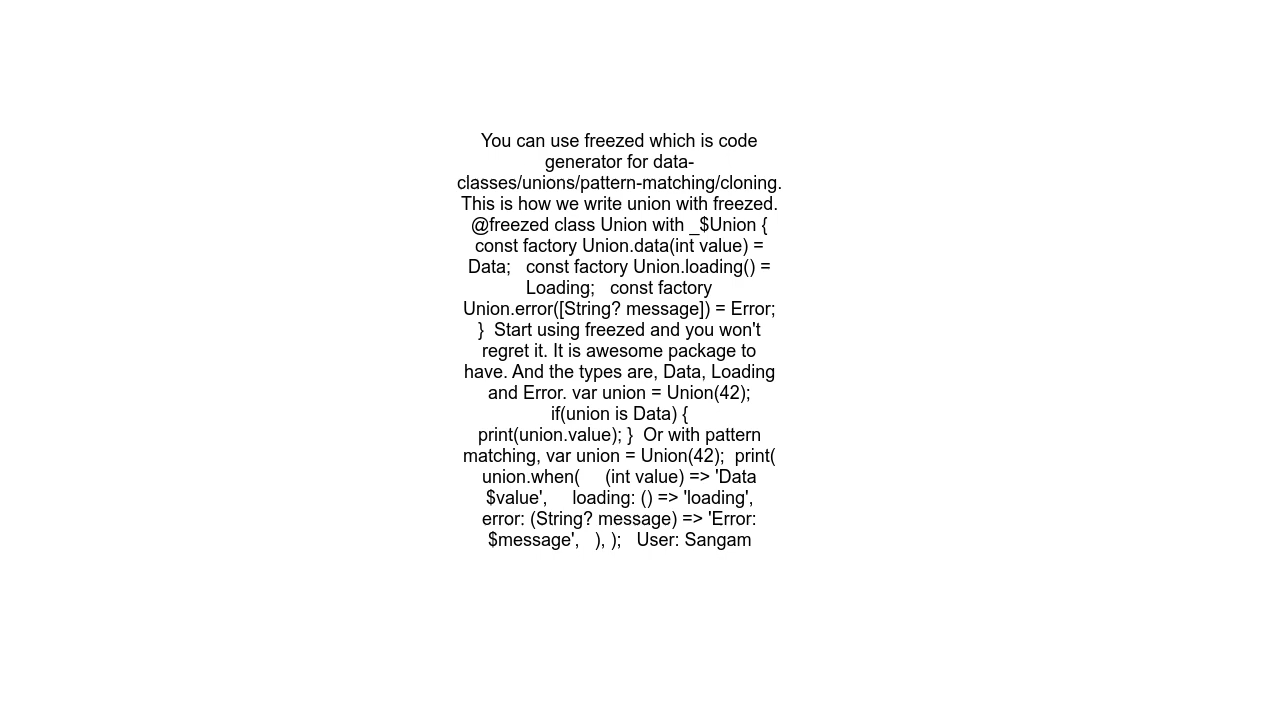 You can use freezed which is code
generator for data-
classes/unions/pattern-matching/cloning.
This is how we write union with freezed.
@freezed class Union with _$Union {
const factory Union.data(int value) =
Data;   const factory Union.loading() =
Loading;   const factory
Union.error([String? message]) = Error;
}  Start using freezed and you won't
regret it. It is awesome package to
have. And the types are, Data, Loading
and Error. var union = Union(42);
if(union is Data) {
print(union.value); }  Or with pattern
matching, var union = Union(42);  print(
union.when(     (int value) => 'Data
$value',     loading: () => 'loading',
error: (String? message) => 'Error:
$message',   ), );   User: Sangam